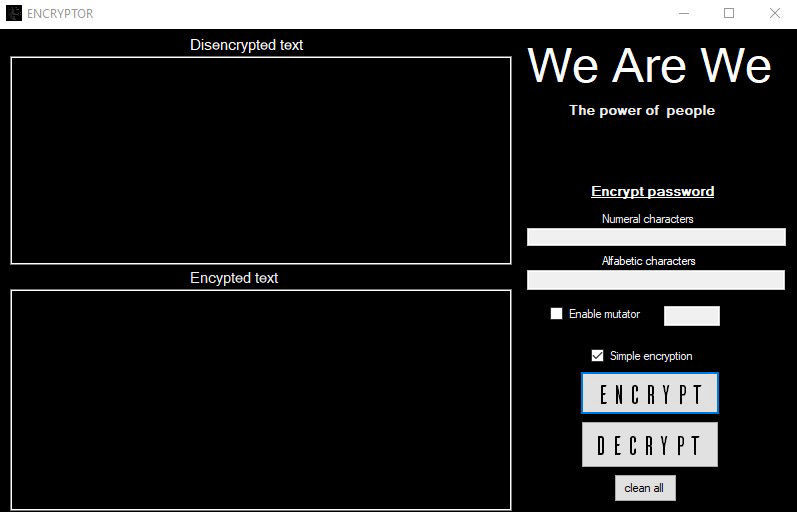 ENCRYPTOR
Disencrypted text
We Are We
The power of people
Encrypt password
Numeral characters
Alfabetic characters
Encypted text
Enable mutator
Simple encryption
ENCRYPT
DECRYPT
clean all